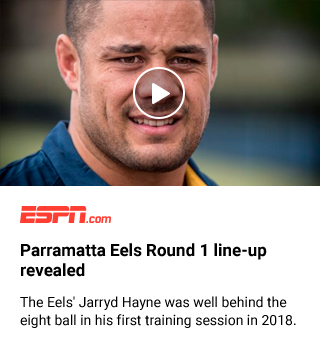 ESPN.com
Parramatta Eels Round 1 line-up
revealed
The Eels' Jarryd Hayne was well behind the
eight ball in his first training session in 2018.